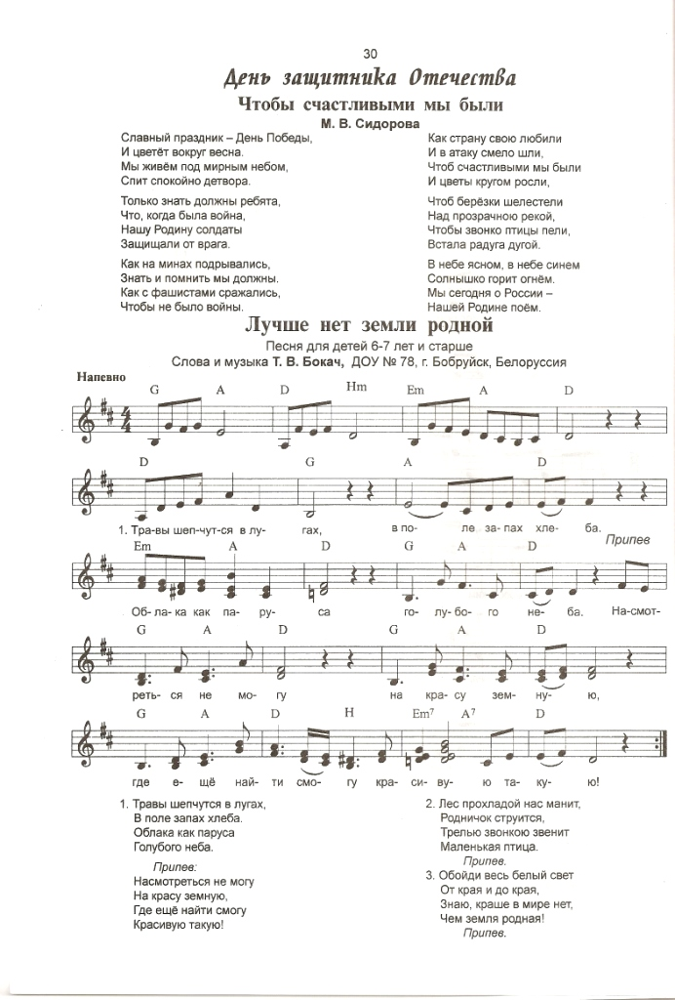 30
День защитника Отечества
Чтобы счастливыми мы были
М. В. Сидорова
Славный праздник – День Победы,
И цветёт вокруг весна.
Мы живём под мирным небом,
Спит спокойно детвора.
Только знать должны ребята,
Что, когда была война,
Нашу Родину солдаты
Защищали от врага.
Как на минах подрывались,
Знать и помнить мы должны.
Как с фашистами сражались,
Чтобы не было войны.
Как страну свою любили
И в атаку смело шли,
Чтоб счастливыми мы были
И цветы кругом росли,
Чтоб берёзки шелестели
Над прозрачною рекой,
Чтобы звонко птицы пели,
Встала радуга дугой.
В небе ясном, в небе синем
Солнышко горит огнём.
Мы сегодня о России –
Нашей Родине поём.
Лучше нет земли родной
Песня для детей 6-7 лет и старше
Слова и музыка Т. В. Бокач, ДОУ № 78, г. Бобруйск, Белоруссия
Напевно
G A D Hm Em A D
4
4
D G A D
1. Тра-вы шеп-чут-ся в лу- гах, в по- ле за- пах хле- ба.
Припев
Em A D G A D
Об-ла-ка как па- ру- са го-лу-бо-го не- ба. На-смот-
G A D G A D
реть-ся не мо- гу на кра- су зем- ну- ю,
G A D H Em7 A7 D
где е- щё най- ти смо- гу кра- си- ву- ю та- ку- ю!
1. Травы шепчутся в лугах,
В поле запах хлеба.
Облака как паруса
Голубого неба.
Припев:
Насмотреться не могу
На красу земную,
Где ещё найти смогу
Красивую такую!
2. Лес прохладой нас манит,
Родничок струится,
Трелью звонкою звенит
Маленькая птица.
Припев.
3. Обойди весь белый свет
От края и до края,
Знаю, краше в мире нет,
Чем земля родная!
Припев.